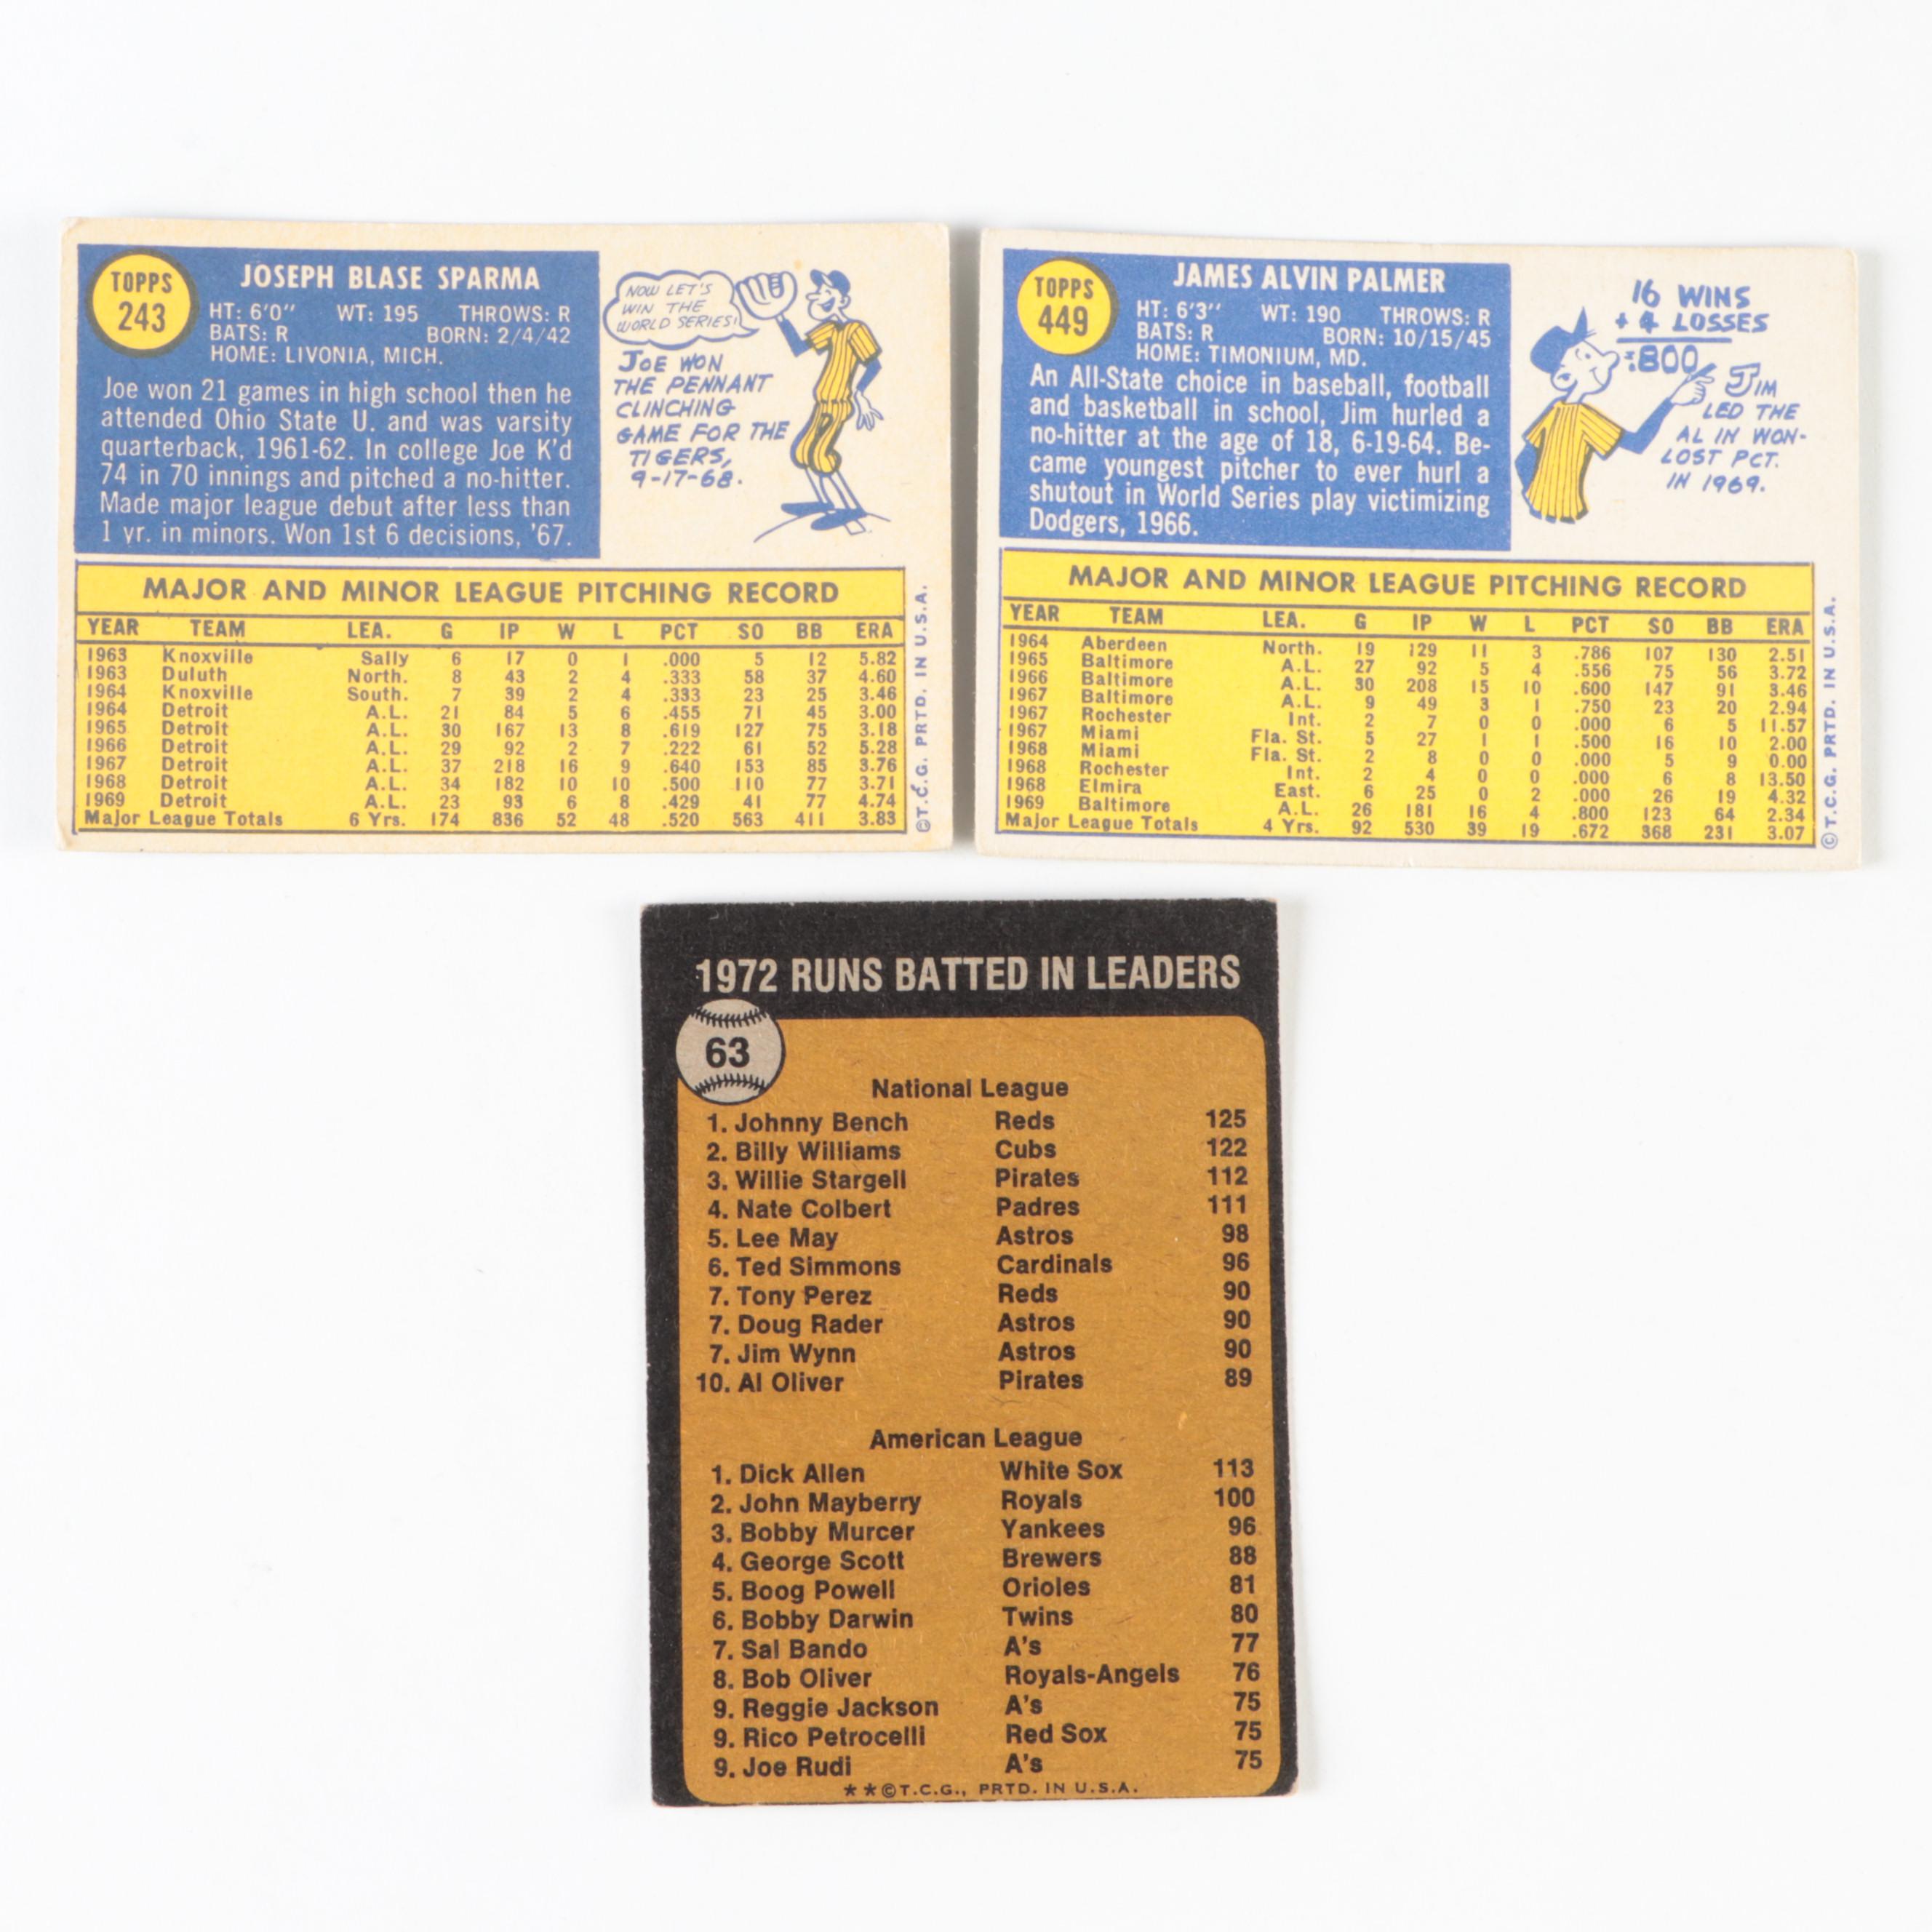 TOPPS
243
JOSEPH BLASE SPARMA
HT: 6'0" WT: 195 THROWS: R
BATS: R BORN: 2/4/42
HOME: LIVONIA, MICH.
Joe won 21 games in high school then he
attended Ohio State U. and was varsity
quarterback, 1961-62. In college Joe K'd
74 in 70 innings and pitched a no-hitter.
Made major league debut after less than
1 yr. in minors. Won 1st 6 decisions, '67.
NOW LET'S
WIN THE
WORLD SERIES!
JOE WON
THE PENNANT
CLINCHING
GAME FOR THE
TIGERS,
9-17-68.
MAJOR AND MINOR LEAGUE PITCHING RECORD
YEAR TEAM LEA. G IP W L PCT SO BB ERA
1963 Knoxville Sally 6 17 0 1 .000 5 12 5.82
1963 Duluth North. 8 43 2 4 .333 58 37 4.60
1964 Knoxville South. 7 39 2 4 .333 23 25 3.46
1964 Detroit A.L. 21 84 5 6 .455 71 45 3.00
1965 Detroit A.L. 30 167 13 8 .619 127 75 3.18
1966 Detroit A.L. 29 92 2 7 .222 61 52 5.28
1967 Detroit A.L. 37 218 16 9 .640 153 85 3.76
1968 Detroit A.L. 34 182 10 10 .500 110 77 3.71
1969 Detroit A.L. 23 93 6 8 .429 41 77 4.74
Major League Totals 6 Yrs. 174 836 52 48 .520 563 411 3.83
©T.C.G. PRTD. IN U.S.A.
TOPPS
449
JAMES ALVIN PALMER
HT: 6'3" WT: 190 THROWS: R
BATS: R BORN: 10/15/45
HOME: TIMONIUM, MD.
An All-State choice in baseball, football
and basketball in school, Jim hurled a
no-hitter at the age of 18, 6-19-64. Be-
came youngest pitcher to ever hurl a
shutout in World Series play victimizing
Dodgers, 1966.
16 WINS
+ 4 LOSSES
=.800
JIM
LED THE
AL IN WON-
LOST PCT.
IN 1969.
MAJOR AND MINOR LEAGUE PITCHING RECORD
YEAR TEAM LEA. G IP W L PCT SO BB ERA
1964 Aberdeen North. 19 129 11 3 .786 107 130 2.51
1965 Baltimore A.L. 27 92 5 4 .556 75 56 3.72
1966 Baltimore A.L. 30 208 15 10 .600 147 91 3.46
1967 Baltimore A.L. 9 49 3 1 .750 23 20 2.94
1967 Rochester Int. 2 7 0 0 .000 6 5 11.57
1967 Miami Fla. St. 5 27 1 1 .500 16 10 2.00
1968 Miami Fla. St. 2 8 0 0 .000 5 9 0.00
1968 Rochester Int. 2 4 0 0 .000 6 8 13.50
1968 Elmira East. 6 25 0 2 .000 26 19 4.32
1969 Baltimore A.L. 26 181 16 4 .800 123 64 2.34
Major League Totals 4 Yrs. 92 530 39 19 .672 368 231 3.07
©T.C.G. PRTD. IN U.S.A.
1972 RUNS BATTED IN LEADERS
63
National League
1. Johnny Bench Reds 125
2. Billy Williams Cubs 122
3. Willie Stargell Pirates 112
4. Nate Colbert Padres 111
5. Lee May Astros 98
6. Ted Simmons Cardinals 96
7. Tony Perez Reds 90
7. Doug Rader Astros 90
7. Jim Wynn Astros 90
10. Al Oliver Pirates 89
American League
1. Dick Allen White Sox 113
2. John Mayberry Royals 100
3. Bobby Murcer Yankees 96
4. George Scott Brewers 88
5. Boog Powell Orioles 81
6. Bobby Darwin Twins 80
7. Sal Bando A's 77
8. Bob Oliver Royals-Angels 76
9. Reggie Jackson A's 75
9. Rico Petrocelli Red Sox 75
9. Joe Rudi A's 75
**©T.C.G., PRTD. IN U.S.A.